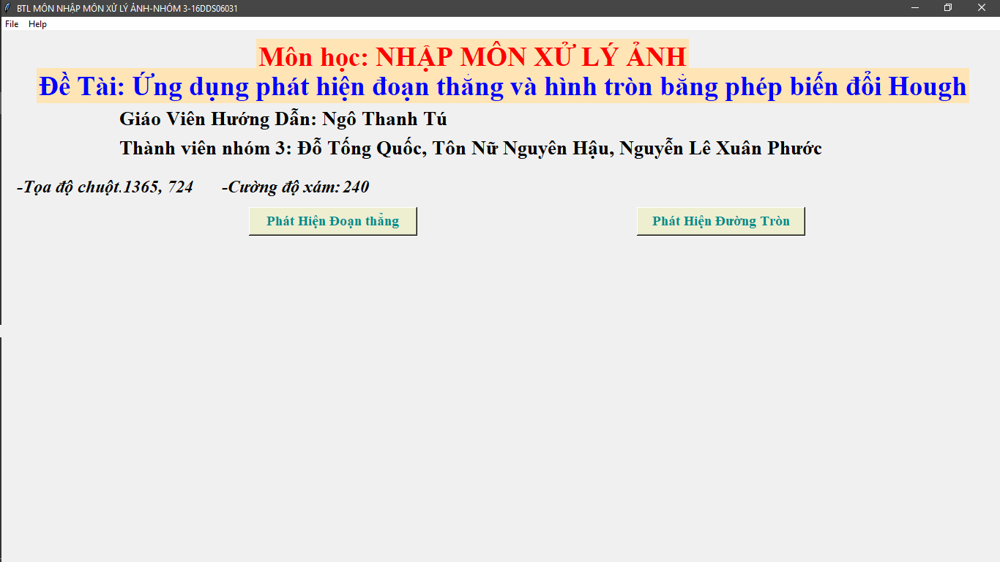 BTL MÔN NHẬP MÔN XỬ LÝ ẢNH-NHÓM 3-16DDS06031
File Help
Môn học: NHẬP MÔN XỬ LÝ ẢNH
Đề Tài: Ứng dụng phát hiện đoạn thẳng và hình tròn bằng phép biến đổi Hough
Giáo Viên Hướng Dẫn: Ngô Thanh Tú
Thành viên nhóm 3: Đỗ Tống Quốc, Tôn Nữ Nguyên Hậu, Nguyễn Lê Xuân Phước
-Tọa độ chuột.1365, 724 -Cường độ xám: 240
Phát Hiện Đoạn thẳng Phát Hiện Đường Tròn